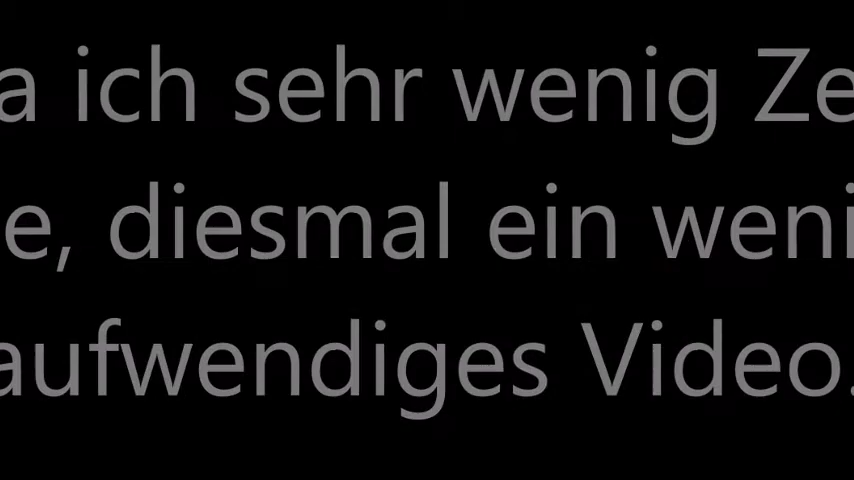 a ich sehr wenig Ze
e, diesmal ein weni
aufwendiges Video.